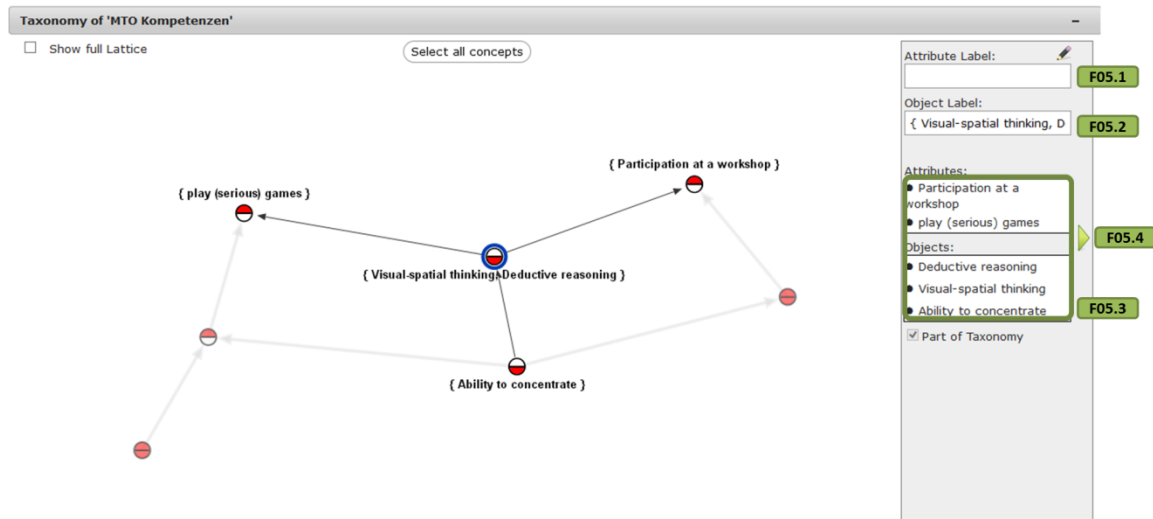 Taxonomy of 'MTO Kompetenzen'
–
Show full Lattice
Select all concepts
Attribute Label:
F05.1
Object Label:
{ Visual-spatial thinking, D
F05.2
{ Participation at a workshop }
{ play (serious) games }
{ Visual-spatial thinking, Deductive reasoning }
{ Ability to concentrate }
Attributes:
• Participation at a
workshop
• play (serious) games
F05.4
Objects:
• Deductive reasoning
• Visual-spatial thinking
• Ability to concentrate
F05.3
Part of Taxonomy